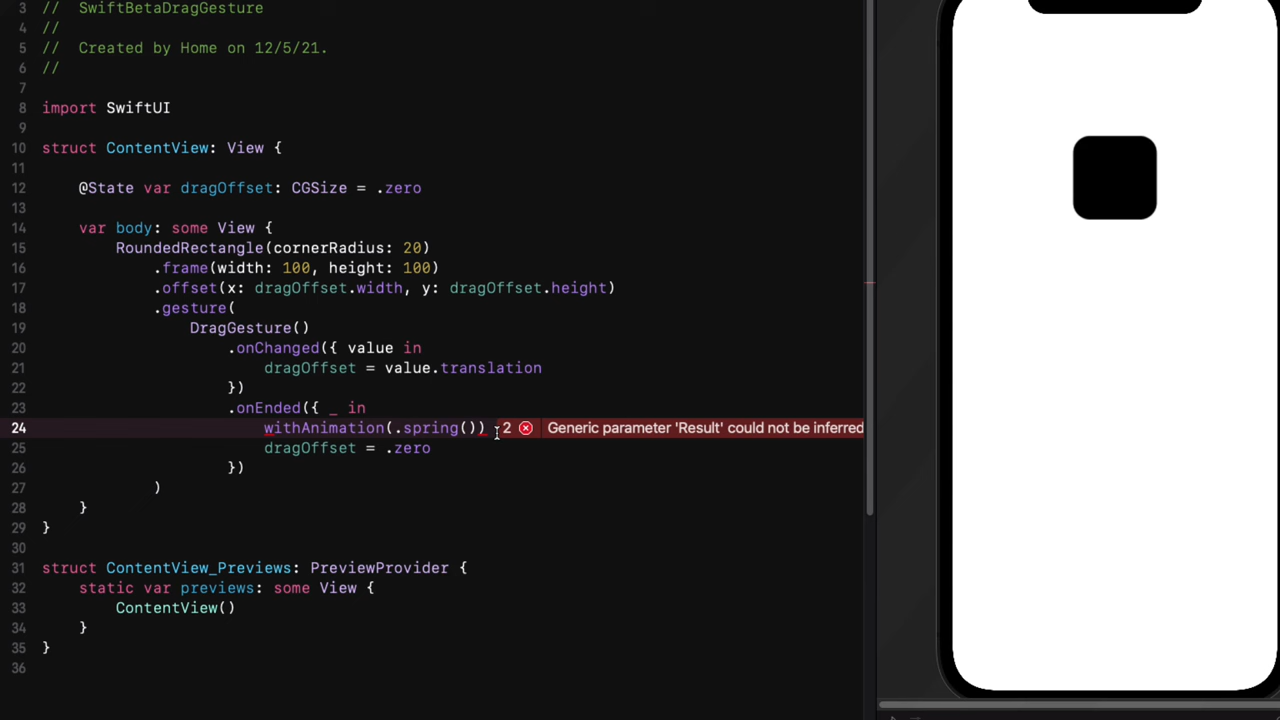 3 //  SwiftBetaDragGesture
4 //
5 //  Created by Home on 12/5/21.
6 //
7
8 import SwiftUI
9
10 struct ContentView: View {
11
12     @State var dragOffset: CGSize = .zero
13
14     var body: some View {
15         RoundedRectangle(cornerRadius: 20)
16             .frame(width: 100, height: 100)
17             .offset(x: dragOffset.width, y: dragOffset.height)
18             .gesture(
19                 DragGesture()
20                     .onChanged({ value in
21                         dragOffset = value.translation
22                     })
23                     .onEnded({ _ in
24                         withAnimation(.spring()) 2 Generic parameter 'Result' could not be inferred
25                         dragOffset = .zero
26                     })
27             )
28     }
29 }
30
31 struct ContentView_Previews: PreviewProvider {
32     static var previews: some View {
33         ContentView()
34     }
35 }
36